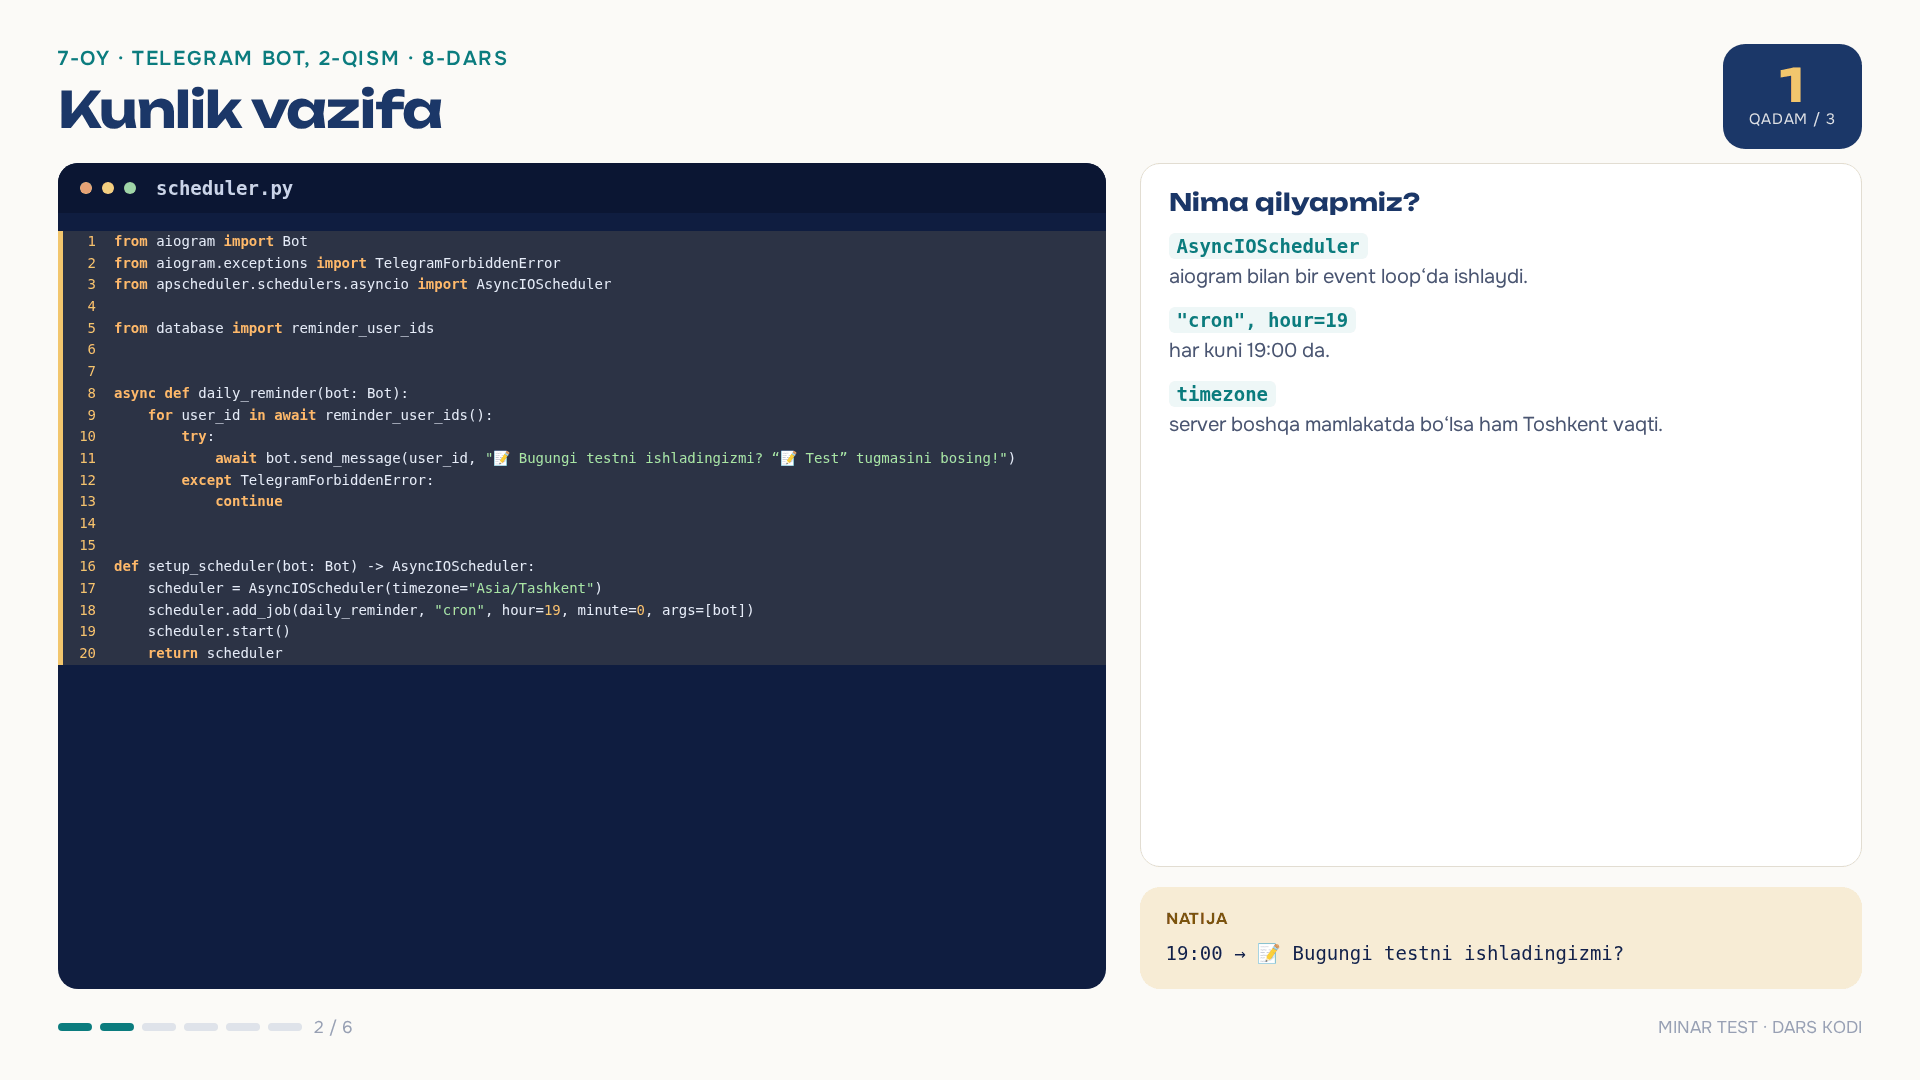 7-OY · TELEGRAM BOT, 2-QISM · 8-DARS
Kunlik vazifa
1
QADAM / 3
scheduler.py
1 from aiogram import Bot
2 from aiogram.exceptions import TelegramForbiddenError
3 from apscheduler.schedulers.asyncio import AsyncIOScheduler
4
5 from database import reminder_user_ids
6
7
8 async def daily_reminder(bot: Bot):
9     for user_id in await reminder_user_ids():
10         try:
11             await bot.send_message(user_id, "📝 Bugungi testni ishladingizmi? “📝 Test” tugmasini bosing!")
12         except TelegramForbiddenError:
13             continue
14
15
16 def setup_scheduler(bot: Bot) -> AsyncIOScheduler:
17     scheduler = AsyncIOScheduler(timezone="Asia/Tashkent")
18     scheduler.add_job(daily_reminder, "cron", hour=19, minute=0, args=[bot])
19     scheduler.start()
20     return scheduler
Nima qilyapmiz?
AsyncIOScheduler
aiogram bilan bir event loop‘da ishlaydi.
"cron", hour=19
har kuni 19:00 da.
timezone
server boshqa mamlakatda bo‘lsa ham Toshkent vaqti.
NATIJA
19:00 → 📝 Bugungi testni ishladingizmi?
2 / 6
MINAR TEST · DARS KODI